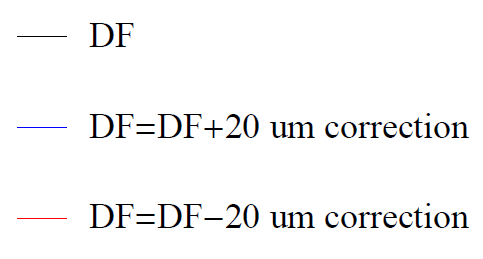 DF
DF=DF+20 um correction
DF=DF−20 um correction